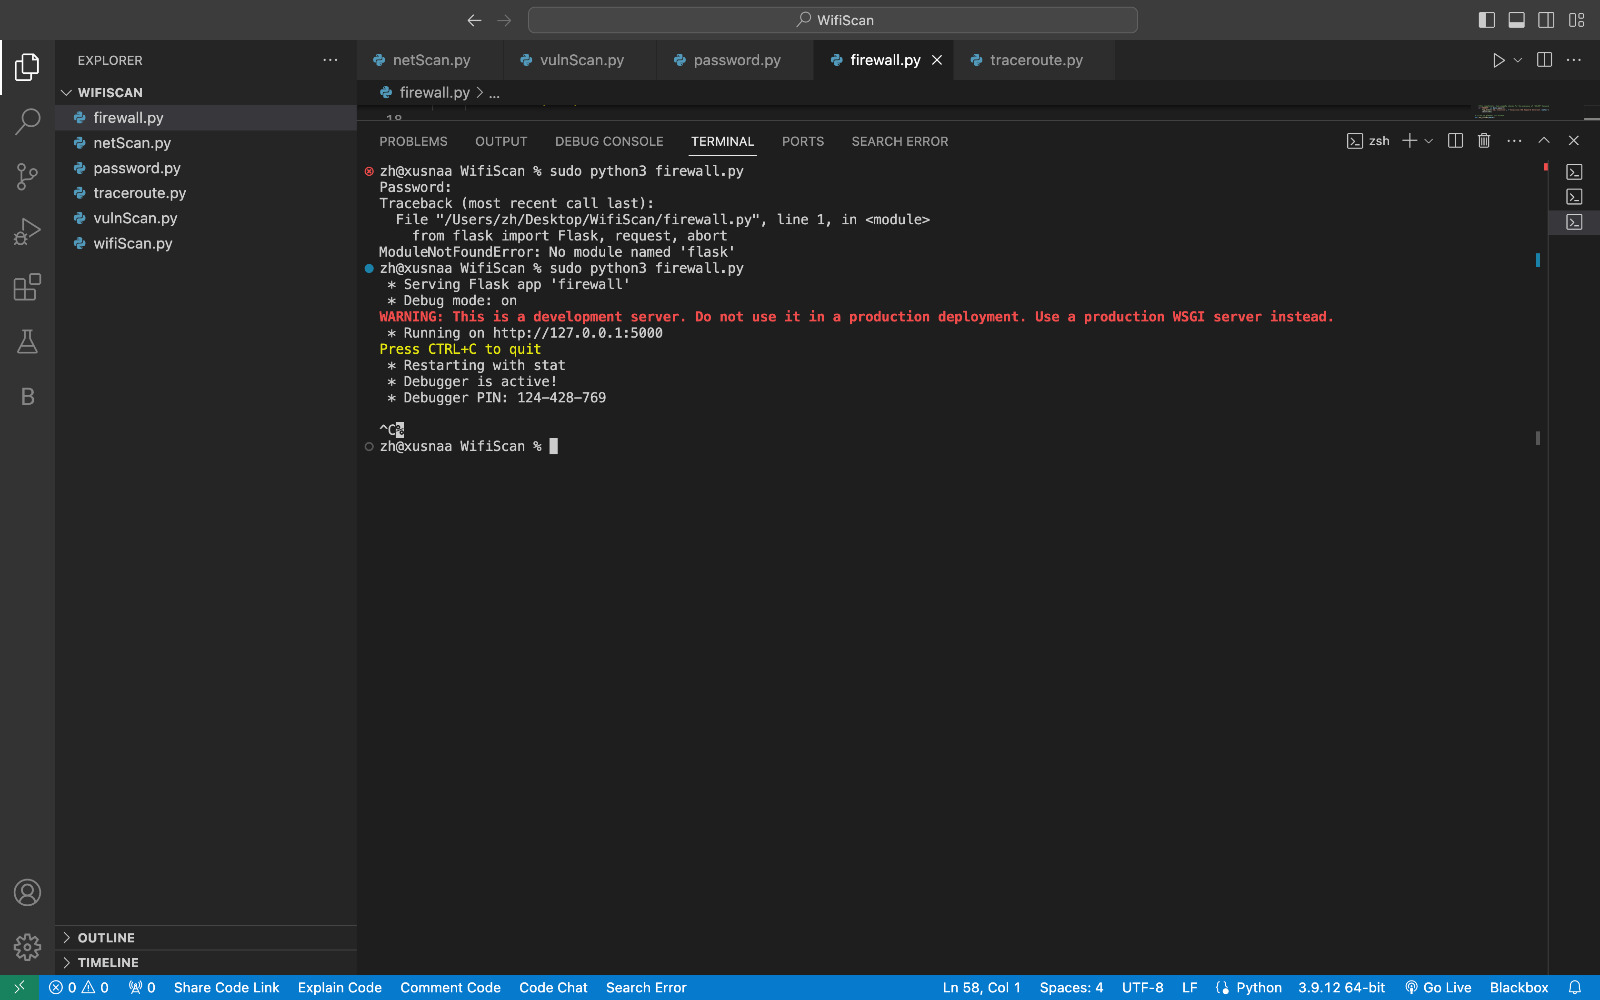 WifiScan
EXPLORER
WIFISCAN
firewall.py
netScan.py
password.py
traceroute.py
vulnScan.py
wifiScan.py
OUTLINE
TIMELINE
netScan.py vulnScan.py password.py firewall.py traceroute.py
firewall.py > ...
18
PROBLEMS OUTPUT DEBUG CONSOLE TERMINAL PORTS SEARCH ERROR zsh
zh@xusnaa WifiScan % sudo python3 firewall.py
Password:
Traceback (most recent call last):
File "/Users/zh/Desktop/WifiScan/firewall.py", line 1, in <module>
from flask import Flask, request, abort
ModuleNotFoundError: No module named 'flask'
zh@xusnaa WifiScan % sudo python3 firewall.py
* Serving Flask app 'firewall'
* Debug mode: on
WARNING: This is a development server. Do not use it in a production deployment. Use a production WSGI server instead.
* Running on http://127.0.0.1:5000
Press CTRL+C to quit
* Restarting with stat
* Debugger is active!
* Debugger PIN: 124-428-769
^C%
zh@xusnaa WifiScan %
0 0 0 Share Code Link Explain Code Comment Code Code Chat Search Error Ln 58, Col 1 Spaces: 4 UTF-8 LF Python 3.9.12 64-bit Go Live Blackbox